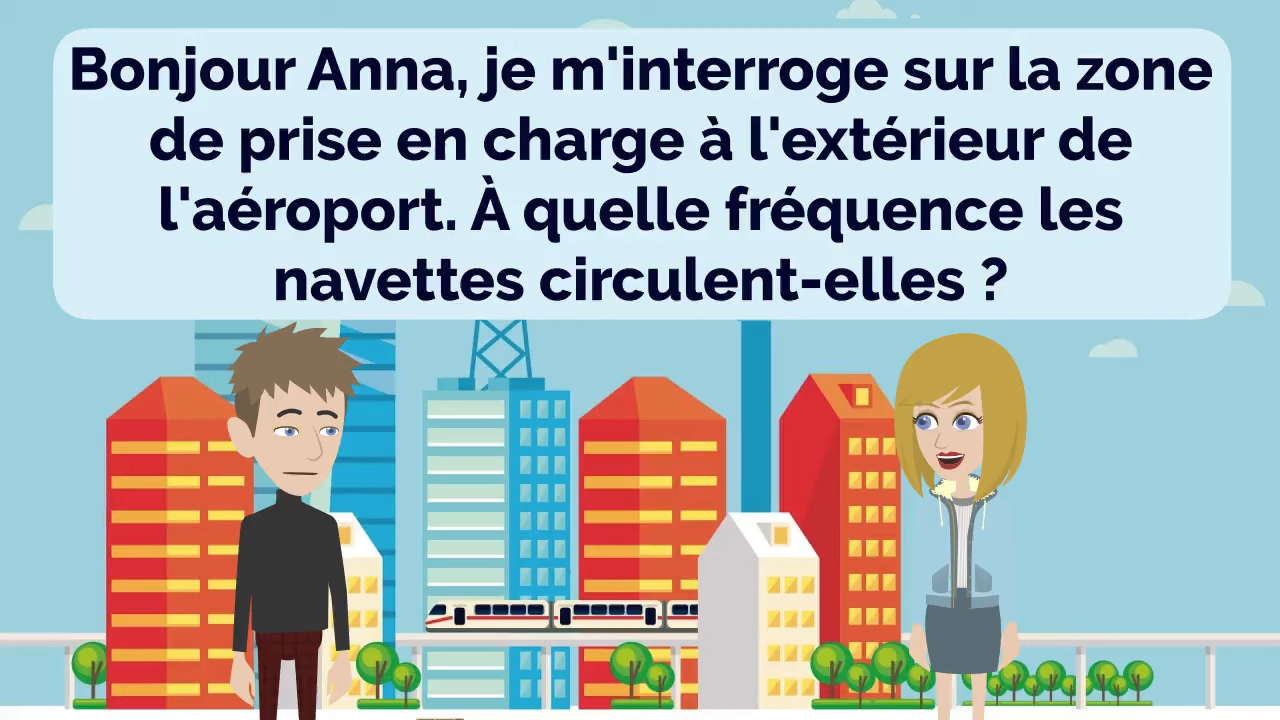 Bonjour Anna, je m'interroge sur la zone
de prise en charge à l'extérieur de
l'aéroport. À quelle fréquence les
navettes circulent-elles ?